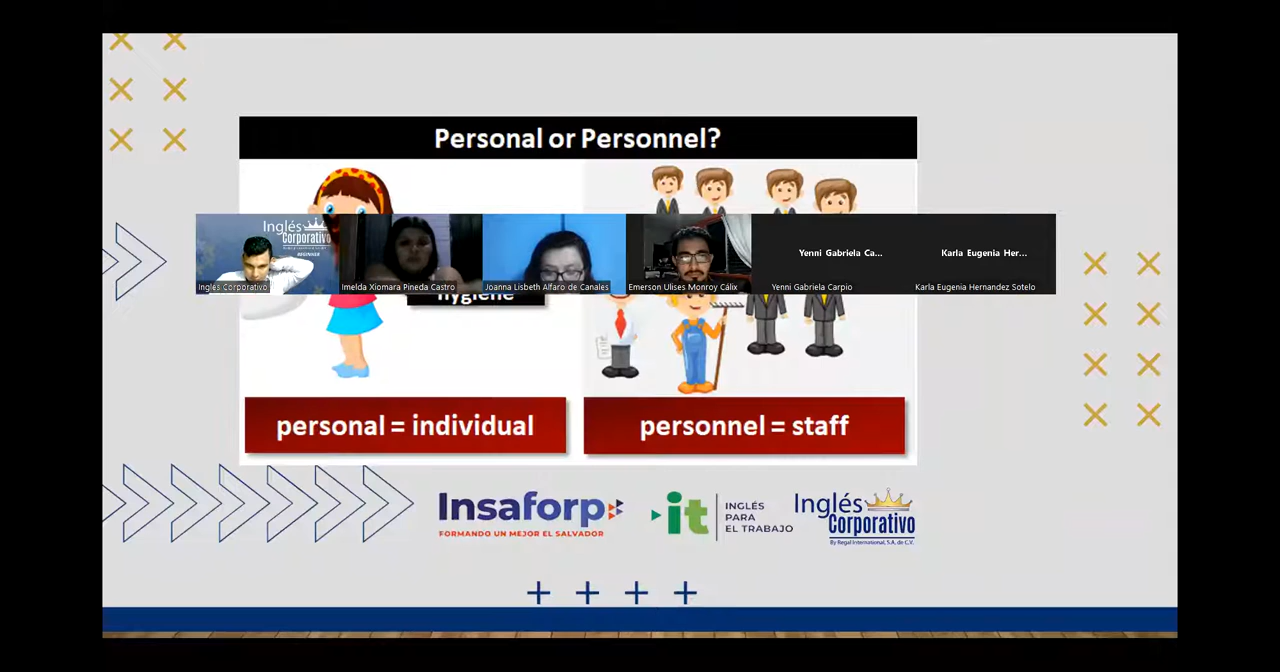 Personal or Personnel?
Inglés
Corporativo
BEGINNER
Inglés Corporativo
Imelda Xiomara Pineda Castro
Joanna Lisbeth Alfaro de Canales
Emerson Ulises Monroy Cálix
Yenni Gabriela Ca...
Yenni Gabriela Carpio
Karla Eugenia Her...
Karla Eugenia Hernandez Sotelo
hygiene
personal = individual
personnel = staff
Insaforp
FORMANDO UN MEJOR EL SALVADOR
it
INGLÉS
PARA
EL TRABAJO
Inglés
Corporativo
By Regal International, S.A. de C.V.